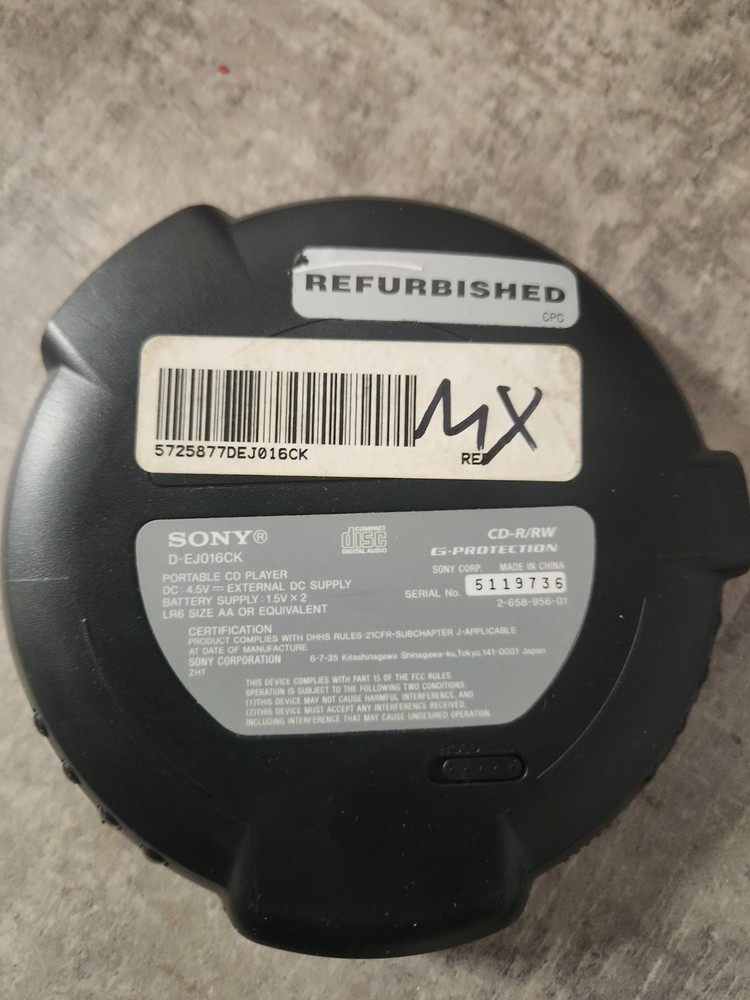 REFURBISHED
CPC
MX
5725877DEJ016CK
REF
SONY®
D-EJ016CK
COMPACT
disc
DIGITAL AUDIO
CD-R/RW
G-PROTECTION
PORTABLE CD PLAYER
DC : 4.5V ⎓ EXTERNAL DC SUPPLY
BATTERY SUPPLY : 1.5V × 2
LR6 SIZE AA OR EQUIVALENT
SONY CORP. MADE IN CHINA
SERIAL No. 5119736
2-658-956-01
CERTIFICATION
PRODUCT COMPLIES WITH DHHS RULES-21CFR-SUBCHAPTER J-APPLICABLE
AT DATE OF MANUFACTURE
SONY CORPORATION 6-7-35 Kitashinagawa Shinagawa-ku,Tokyo,141-0001 Japan
ZHT
THIS DEVICE COMPLIES WITH PART 15 OF THE FCC RULES.
OPERATION IS SUBJECT TO THE FOLLOWING TWO CONDITIONS:
(1)THIS DEVICE MAY NOT CAUSE HARMFUL INTERFERENCE, AND
(2)THIS DEVICE MUST ACCEPT ANY INTERFERENCE RECEIVED,
INCLUDING INTERFERENCE THAT MAY CAUSE UNDESIRED OPERATION.
HOLD